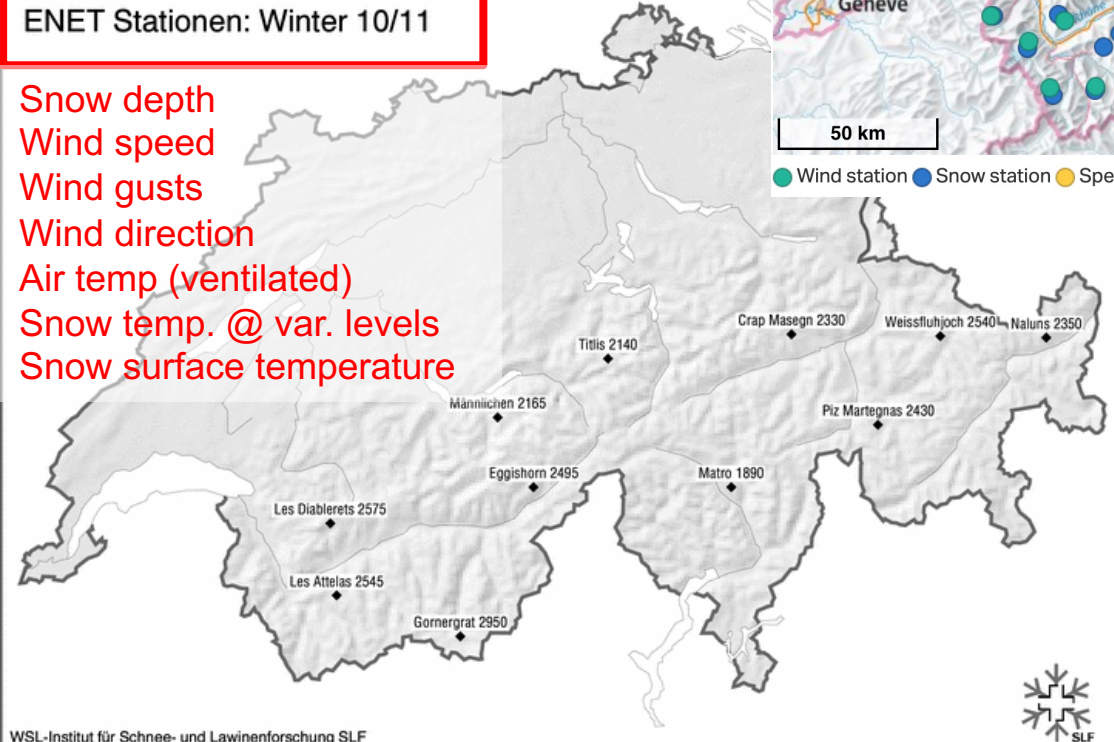 ENET Stationen: Winter 10/11
Genève
50 km
Wind station Snow station Spe
Snow depth
Wind speed
Wind gusts
Wind direction
Air temp (ventilated)
Snow temp. @ var. levels
Snow surface temperature
Crap Masegn 2330
Weissfluhjoch 2540
Naluns 2350
Titlis 2140
Männlichen 2165
Piz Martegnas 2430
Eggishorn 2495
Matro 1890
Les Diablerets 2575
Les Attelas 2545
Gornergrat 2950
WSL-Institut für Schnee- und Lawinenforschung SLF
SLF